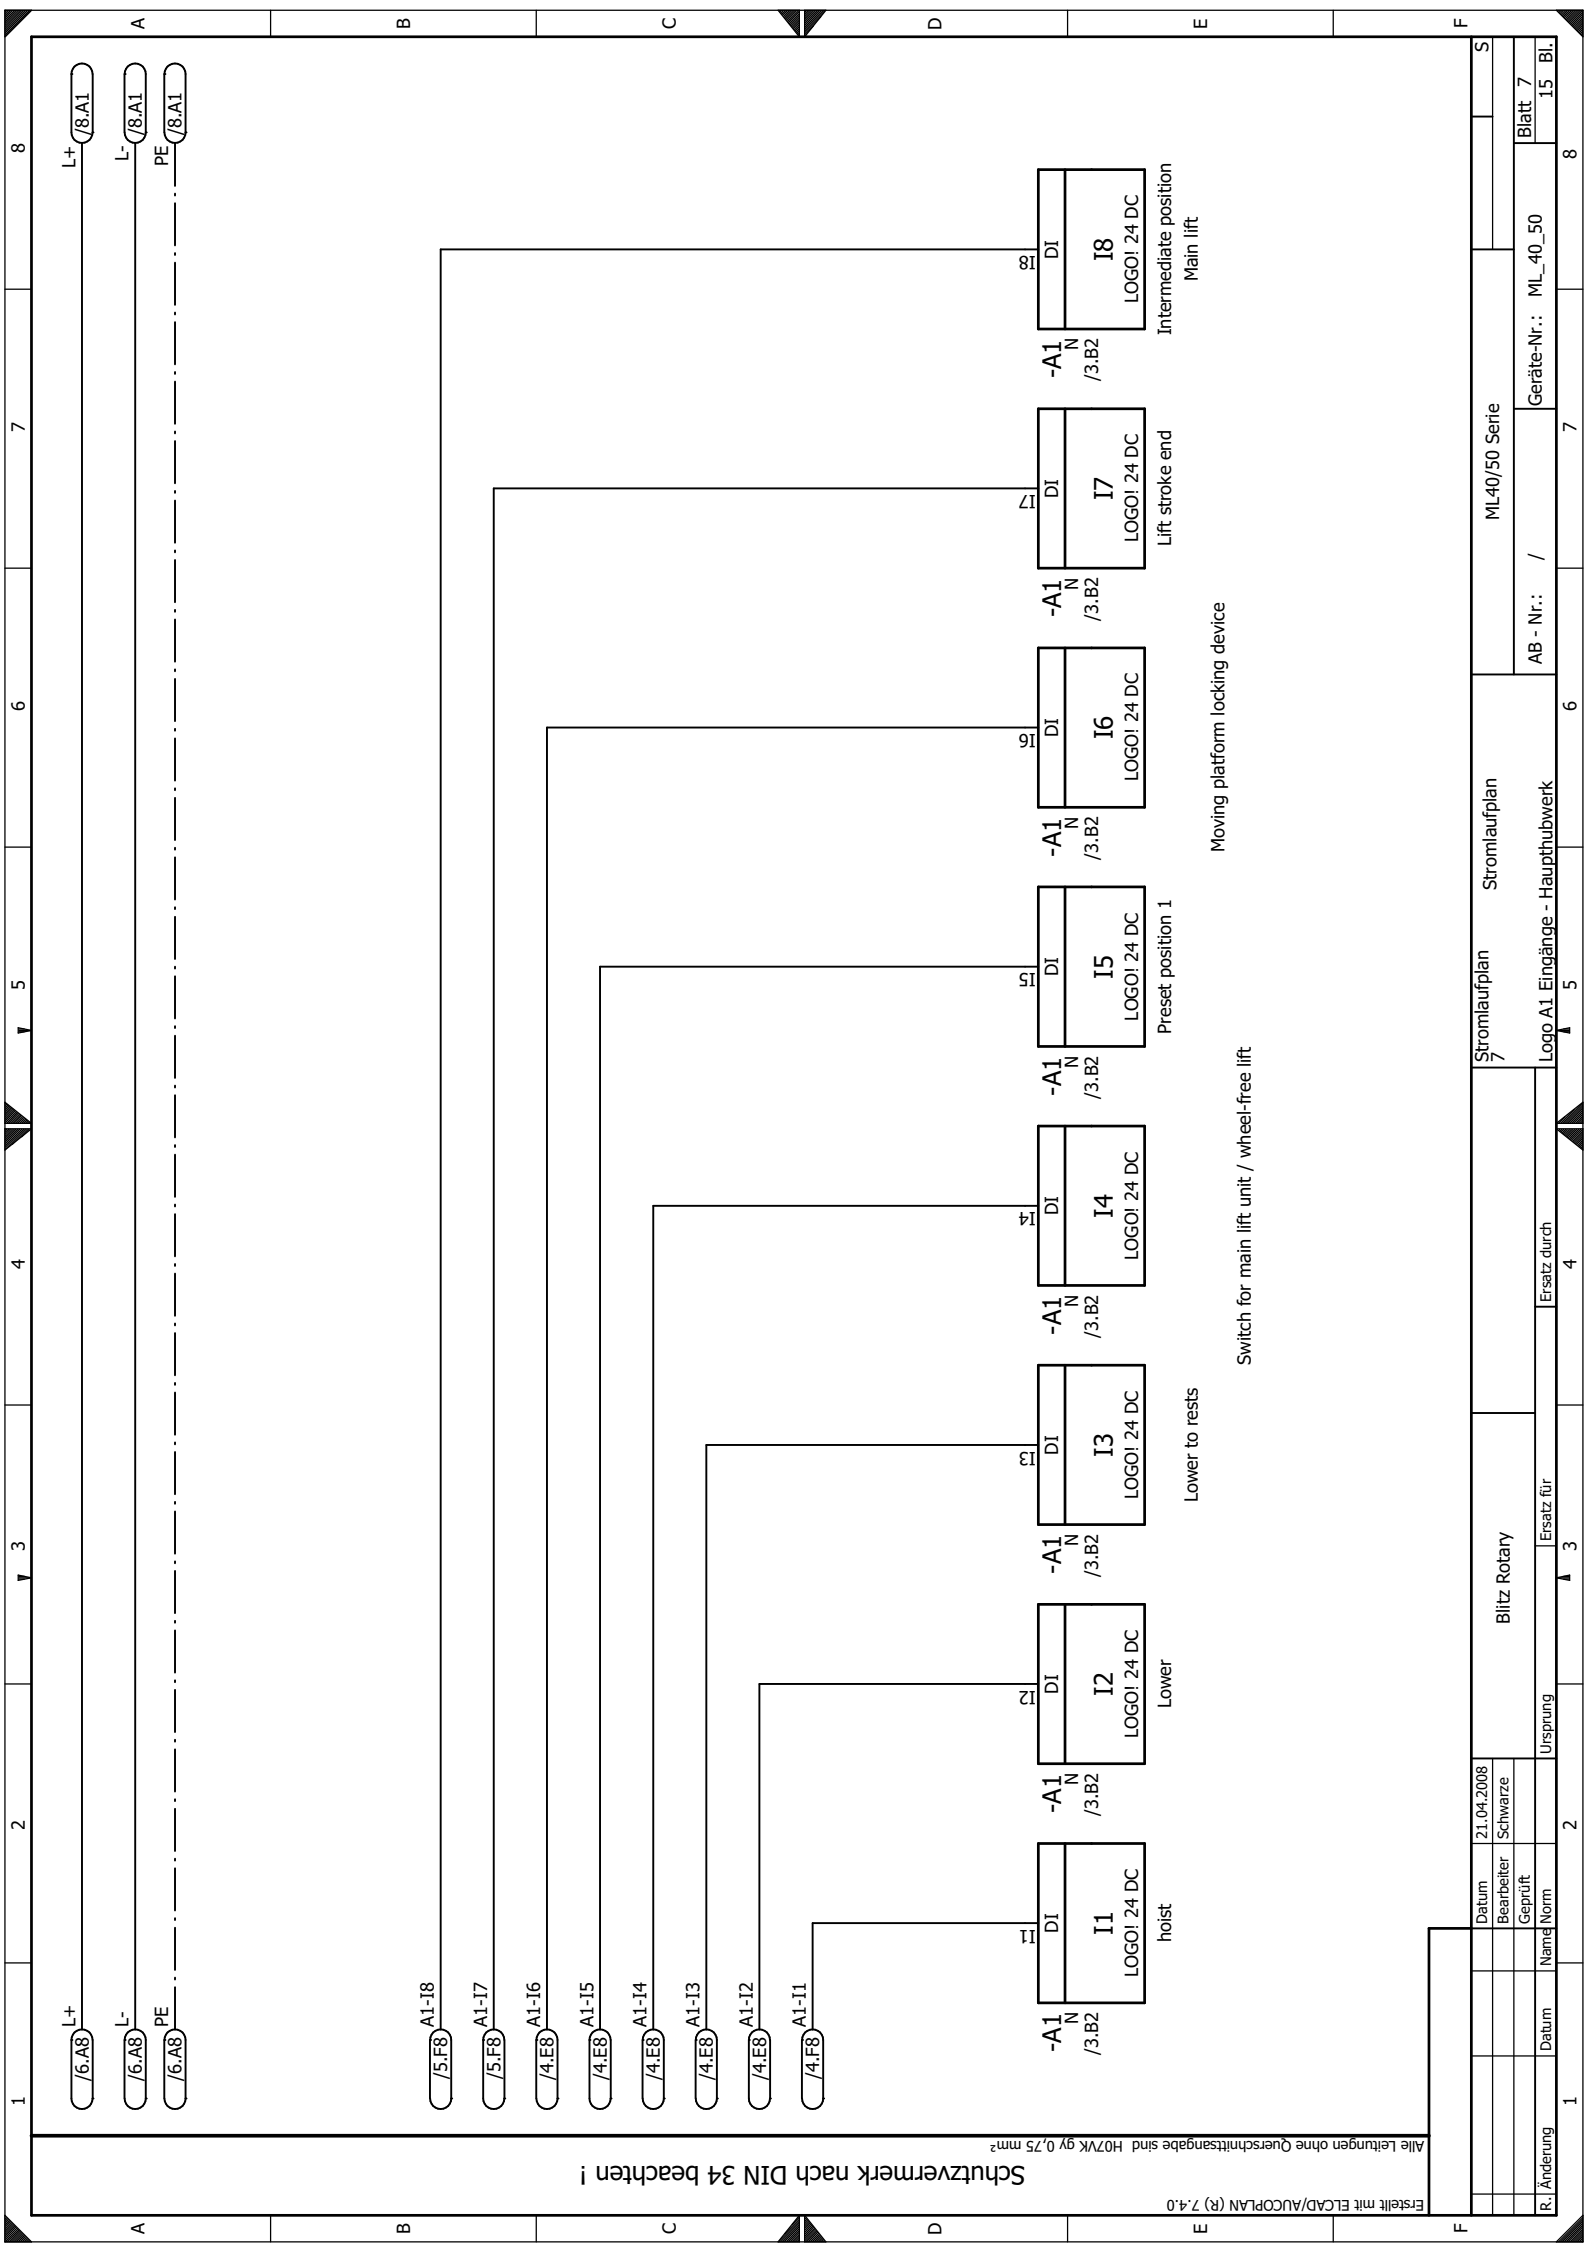 1 2 3 4 5 6 7 8
A
B
C
D
E
F
A
B
C
D
E
F
/6.A8 L+
L+ /8.A1
/6.A8 L-
L- /8.A1
/6.A8 PE
PE /8.A1
/5.F8 A1-I8
/5.F8 A1-I7
/4.E8 A1-I6
/4.E8 A1-I5
/4.E8 A1-I4
/4.E8 A1-I3
/4.E8 A1-I2
/4.F8 A1-I1
-A1
N
/3.B2
I1
DI
I1
LOGO! 24 DC
hoist
-A1
N
/3.B2
I2
DI
I2
LOGO! 24 DC
Lower
-A1
N
/3.B2
I3
DI
I3
LOGO! 24 DC
Lower to rests
-A1
N
/3.B2
I4
DI
I4
LOGO! 24 DC
Switch for main lift unit / wheel-free lift
-A1
N
/3.B2
I5
DI
I5
LOGO! 24 DC
Preset position 1
-A1
N
/3.B2
I6
DI
I6
LOGO! 24 DC
Moving platform locking device
-A1
N
/3.B2
I7
DI
I7
LOGO! 24 DC
Lift stroke end
-A1
N
/3.B2
I8
DI
I8
LOGO! 24 DC
Intermediate position
Main lift
Schutzvermerk nach DIN 34 beachten !
Alle Leitungen ohne Querschnittsangabe sind H07VK gy 0,75 mm²
Erstellt mit ELCAD/AUCOPLAN (R) 7.4.0
R. Änderung Datum Name Norm
Datum 21.04.2008
Bearbeiter Schwarze
Geprüft
Blitz Rotary
Ursprung Ersatz für Ersatz durch
Stromlaufplan Stromlaufplan
7
Logo A1 Eingänge - Haupthubwerk
ML40/50 Serie
AB - Nr.: /
Geräte-Nr.: ML_40_50
S
Blatt 7
15 Bl.
1 2 3 4 5 6 7 8